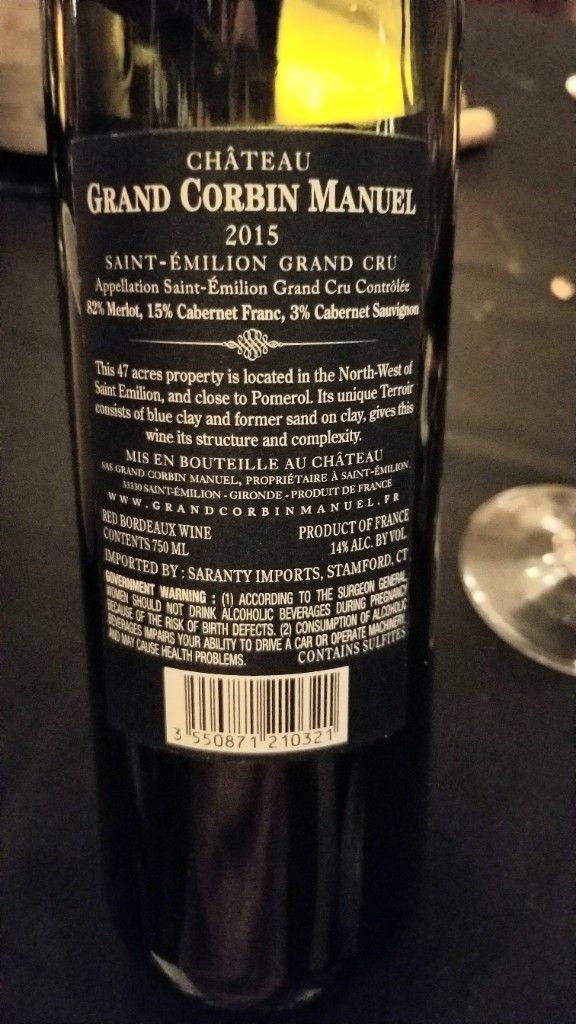 CHÂTEAU
GRAND CORBIN MANUEL
2015
SAINT-ÉMILION GRAND CRU
Appellation Saint-Émilion Grand Cru Contrôlée
82% Merlot, 15% Cabernet Franc, 3% Cabernet Sauvignon
This 47 acres property is located in the North-West of
Saint Emilion, and close to Pomerol. Its unique Terroir
consists of blue clay and former sand on clay, gives this
wine its structure and complexity.
MIS EN BOUTEILLE AU CHÂTEAU
SAS GRAND CORBIN MANUEL, PROPRIÉTAIRE À SAINT-ÉMILION
33330 SAINT-ÉMILION - GIRONDE - PRODUIT DE FRANCE
WWW.GRANDCORBINMANUEL.FR
RED BORDEAUX WINE PRODUCT OF FRANCE
CONTENTS 750 ML 14% ALC. BY VOL.
IMPORTED BY : SARANTY IMPORTS, STAMFORD, CT
GOVERNMENT WARNING : (1) ACCORDING TO THE SURGEON GENERAL,
WOMEN SHOULD NOT DRINK ALCOHOLIC BEVERAGES DURING PREGNANCY
BECAUSE OF THE RISK OF BIRTH DEFECTS. (2) CONSUMPTION OF ALCOHOLIC
BEVERAGES IMPAIRS YOUR ABILITY TO DRIVE A CAR OR OPERATE MACHINERY,
AND MAY CAUSE HEALTH PROBLEMS. CONTAINS SULFITES
3 550871 210321